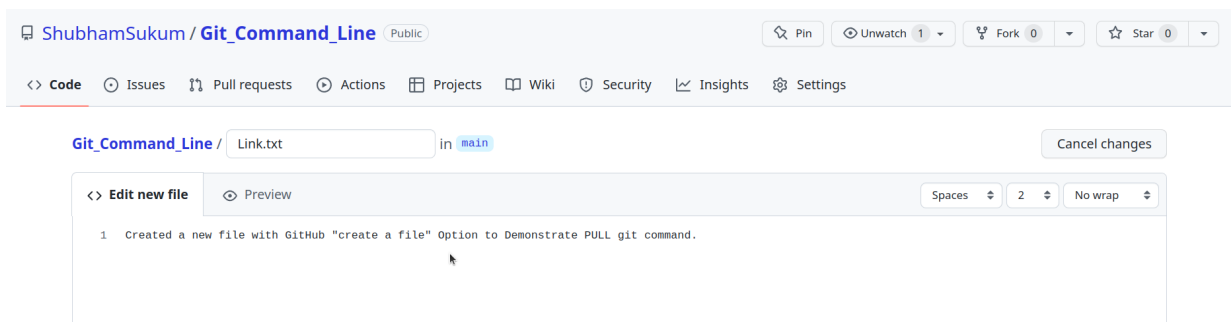 ShubhamSukum / Git_Command_Line Public Pin Unwatch 1 Fork 0 Star 0
Code Issues Pull requests Actions Projects Wiki Security Insights Settings
Git_Command_Line / Link.txt in main Cancel changes
<> Edit new file Preview Spaces 2 No wrap
1 Created a new file with GitHub "create a file" Option to Demonstrate PULL git command.